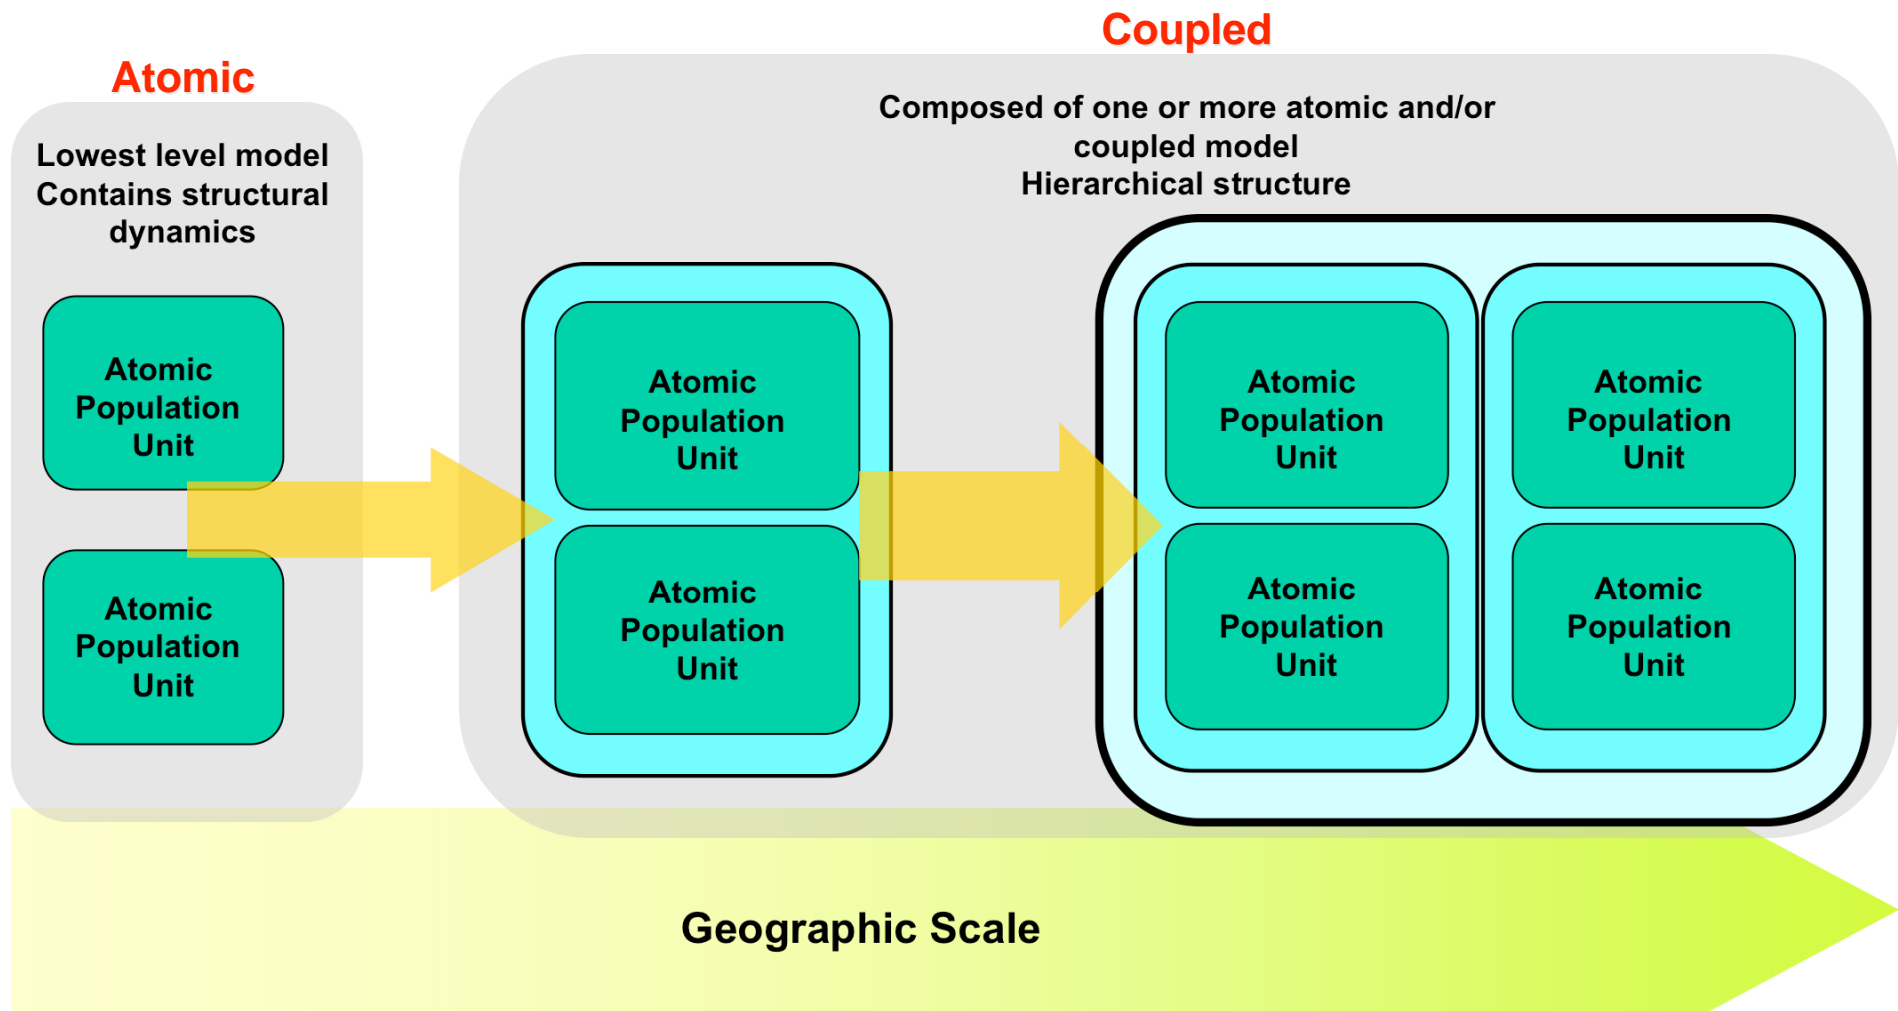 Atomic
Lowest level model
Contains structural
dynamics
Atomic
Population
Unit
Atomic
Population
Unit
Coupled
Composed of one or more atomic and/or
coupled model
Hierarchical structure
Atomic
Population
Unit
Atomic
Population
Unit
Atomic
Population
Unit
Atomic
Population
Unit
Atomic
Population
Unit
Atomic
Population
Unit
Geographic Scale